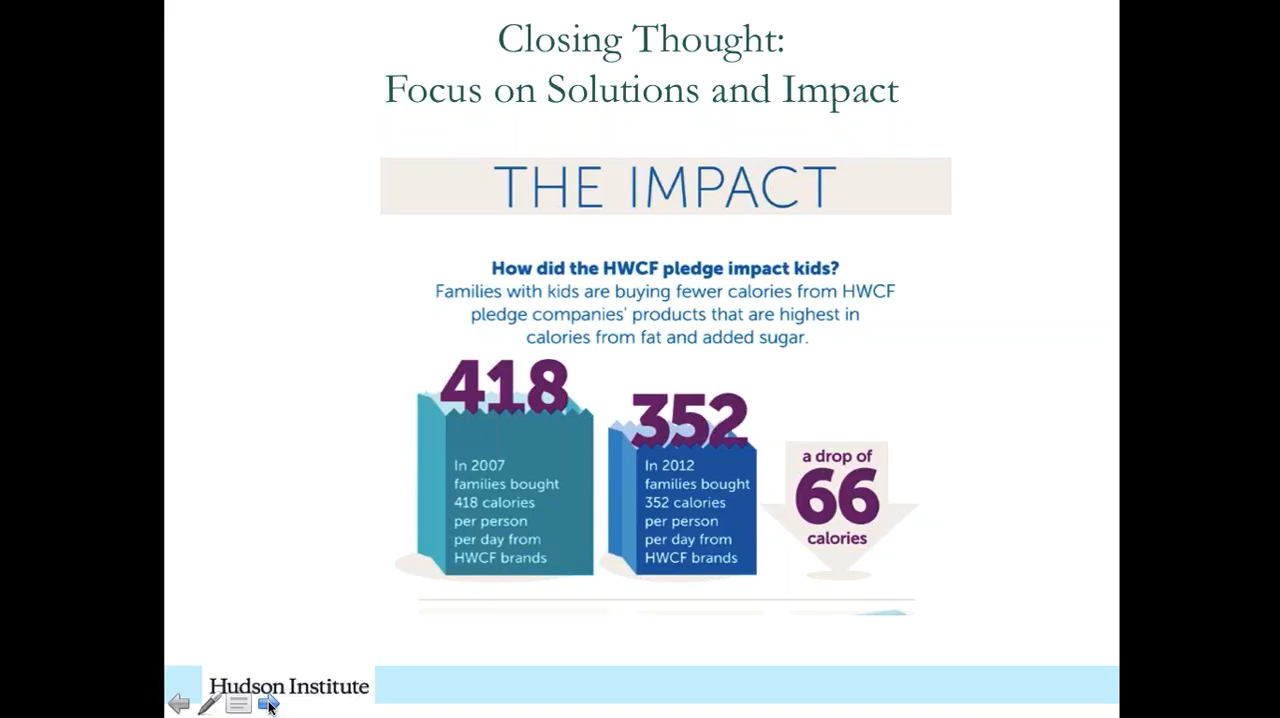 Closing Thought:
Focus on Solutions and Impact
THE IMPACT
How did the HWCF pledge impact kids?
Families with kids are buying fewer calories from HWCF
pledge companies' products that are highest in
calories from fat and added sugar.
418
In 2007
families bought
418 calories
per person
per day from
HWCF brands
352
In 2012
families bought
352 calories
per person
per day from
HWCF brands
a drop of
66
calories
Hudson Institute